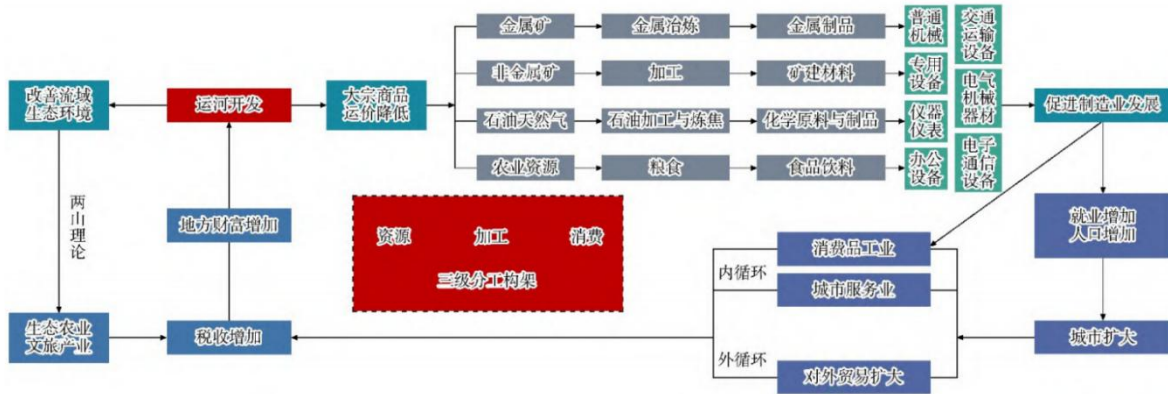 金属矿
金属冶炼
金属制品
普通
机械
交通
运输
设备
改善流域
生态环境
运河开发
大宗商品
运价降低
非金属矿
加工
矿建材料
专用
设备
电气
机械
器材
促进制造业发展
石油天然气
石油加工与炼焦
化学原料与制品
仪器
仪表
农业资源
粮食
食品饮料
办公
设备
电子
通信
设备
两山理论
地方财富增加
资源
加工
消费
三级分工构架
就业增加
人口增加
内循环
消费品工业
城市服务业
生态农业
文旅产业
税收增加
城市扩大
外循环
对外贸易扩大